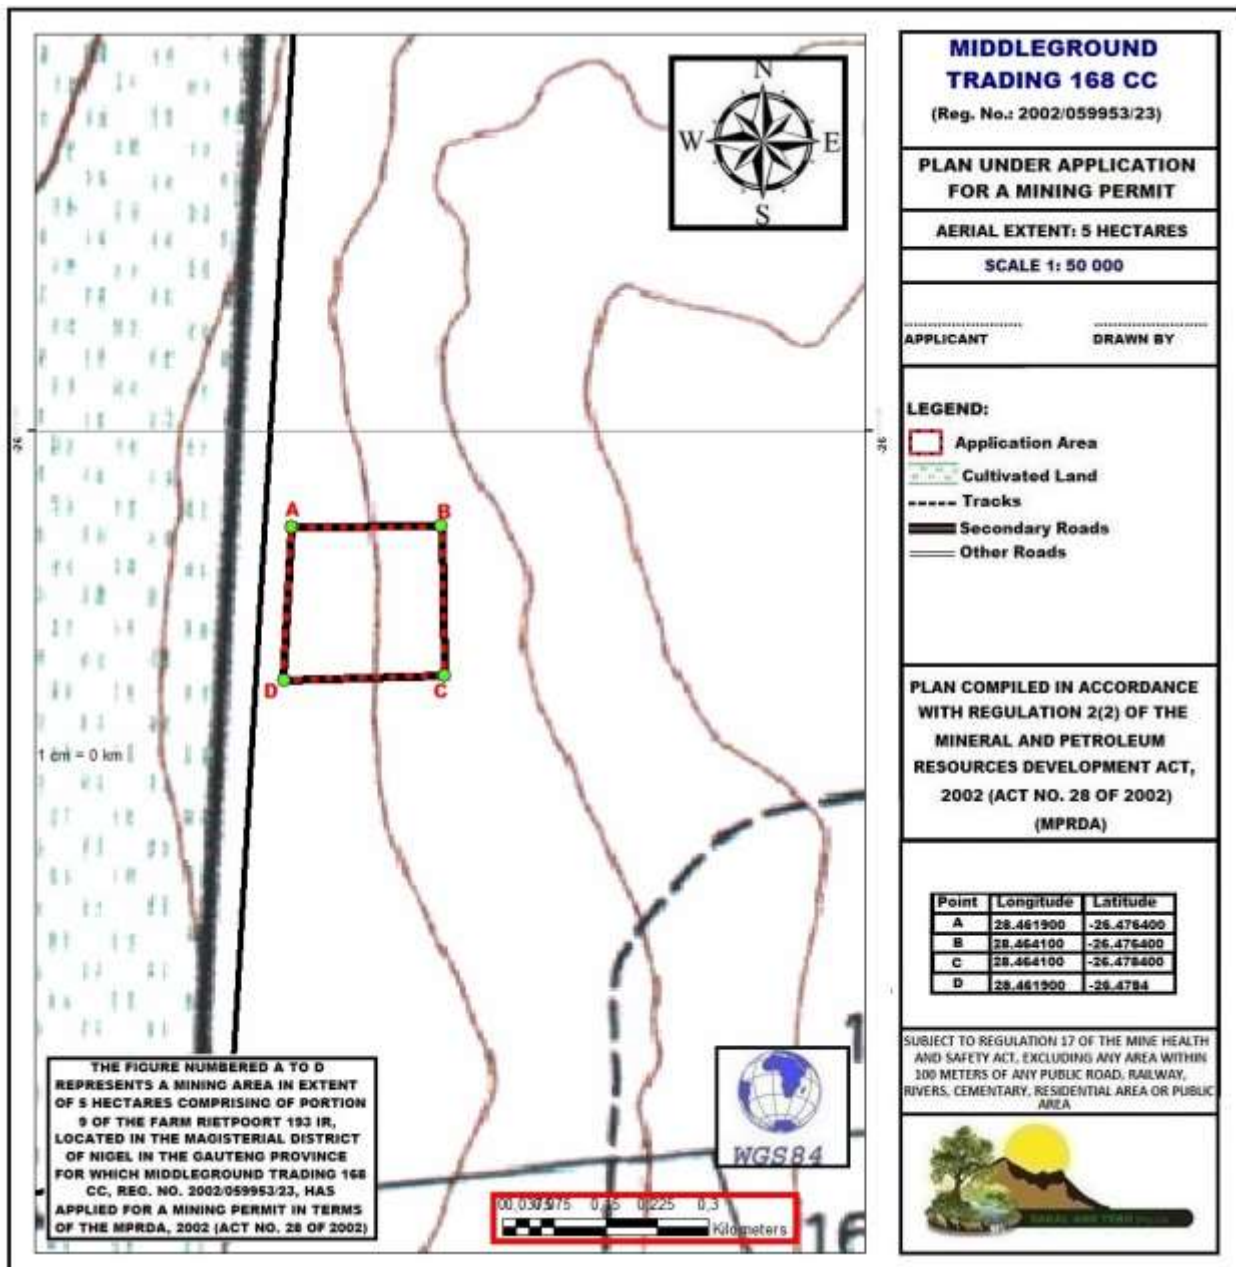 N
W
E
S
-26
-26
A
B
D
C
1 cm = 0 km
THE FIGURE NUMBERED A TO D
REPRESENTS A MINING AREA IN EXTENT
OF 5 HECTARES COMPRISING OF PORTION
9 OF THE FARM RIETPOORT 193 IR,
LOCATED IN THE MAGISTERIAL DISTRICT
OF NIGEL IN THE GAUTENG PROVINCE
FOR WHICH MIDDLEGROUND TRADING 168
CC, REG. NO. 2002/059953/23, HAS
APPLIED FOR A MINING PERMIT IN TERMS
OF THE MPRDA, 2002 (ACT NO. 28 OF 2002)
WGS84
0,15 0,225 0,3
Kilometers
16
MIDDLEGROUND
TRADING 168 CC
(Reg. No.: 2002/059953/23)
PLAN UNDER APPLICATION
FOR A MINING PERMIT
AERIAL EXTENT: 5 HECTARES
SCALE 1: 50 000
APPLICANT DRAWN BY
LEGEND:
Application Area
Cultivated Land
Tracks
Secondary Roads
Other Roads
PLAN COMPILED IN ACCORDANCE
WITH REGULATION 2(2) OF THE
MINERAL AND PETROLEUM
RESOURCES DEVELOPMENT ACT,
2002 (ACT NO. 28 OF 2002)
(MPRDA)
Point Longitude Latitude
A 28.461900 -26.476400
B 28.464100 -26.476400
C 28.464100 -26.478400
D 28.461900 -26.4784
SUBJECT TO REGULATION 17 OF THE MINE HEALTH
AND SAFETY ACT, EXCLUDING ANY AREA WITHIN
100 METERS OF ANY PUBLIC ROAD, RAILWAY,
RIVERS, CEMENTARY, RESIDENTIAL AREA OR PUBLIC
AREA